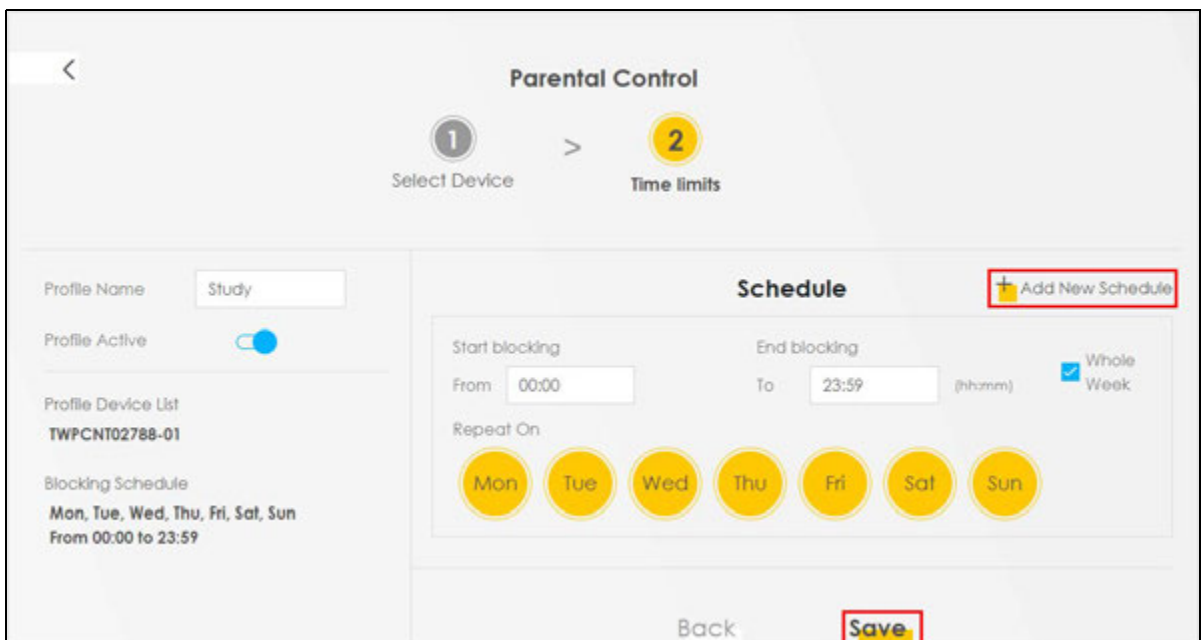 Parental Control
1 > 2
Select Device Time limits
Profile Name Study
Profile Active
Profile Device List
TWPCNT02788-01
Blocking Schedule
Mon, Tue, Wed, Thu, Fri, Sat, Sun
From 00:00 to 23:59
Schedule + Add New Schedule
Start blocking End blocking
From 00:00 To 23:59 (hh:mm) Whole Week
Repeat On
Mon Tue Wed Thu Fri Sat Sun
Back Save